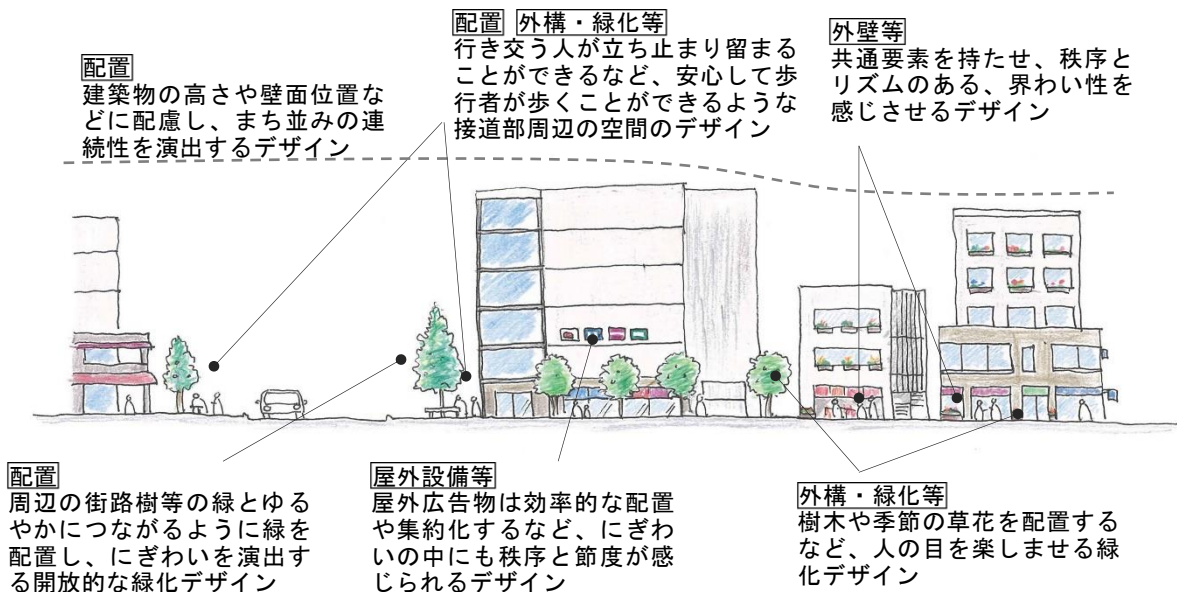 配置
建築物の高さや壁面位置な
どに配慮し、まち並みの連
続性を演出するデザイン
配置 外構・緑化等
行き交う人が立ち止まり留まる
ことができるなど、安心して歩
行者が歩くことができるような
接道部周辺の空間のデザイン
外壁等
共通要素を持たせ、秩序と
リズムのある、界わい性を
感じさせるデザイン
配置
周辺の街路樹等の緑とゆる
やかにつながるように緑を
配置し、にぎわいを演出す
る開放的な緑化デザイン
屋外設備等
屋外広告物は効率的な配置
や集約化するなど、にぎわ
いの中にも秩序と節度が感
じられるデザイン
外構・緑化等
樹木や季節の草花を配置する
など、人の目を楽しませる緑
化デザイン